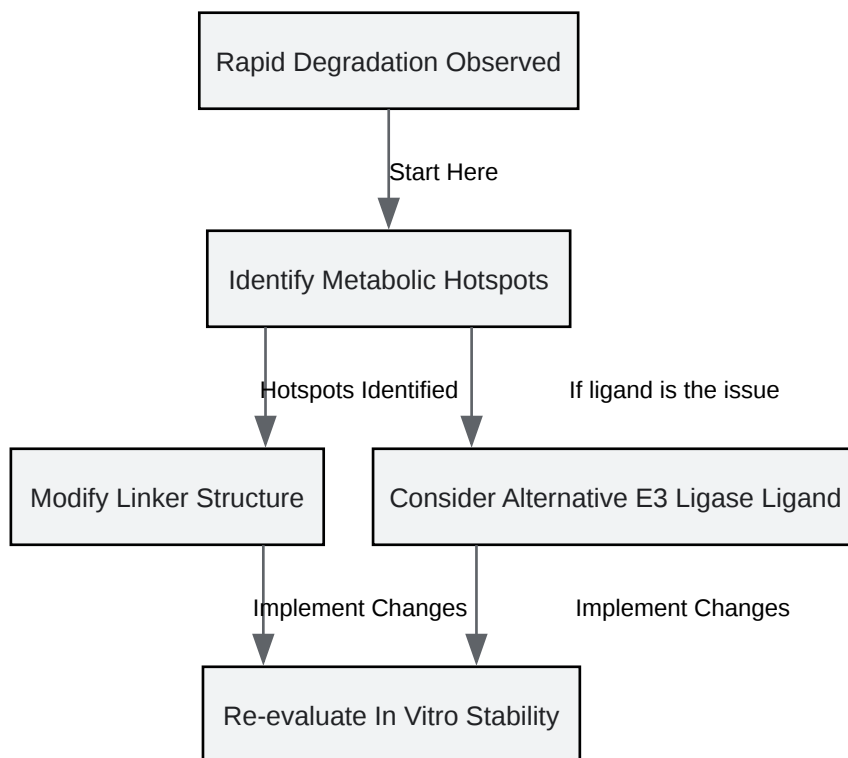 Rapid Degradation Observed
Start Here
Identify Metabolic Hotspots
Hotspots Identified
If ligand is the issue
Modify Linker Structure
Consider Alternative E3 Ligase Ligand
Implement Changes
Implement Changes
Re-evaluate In Vitro Stability